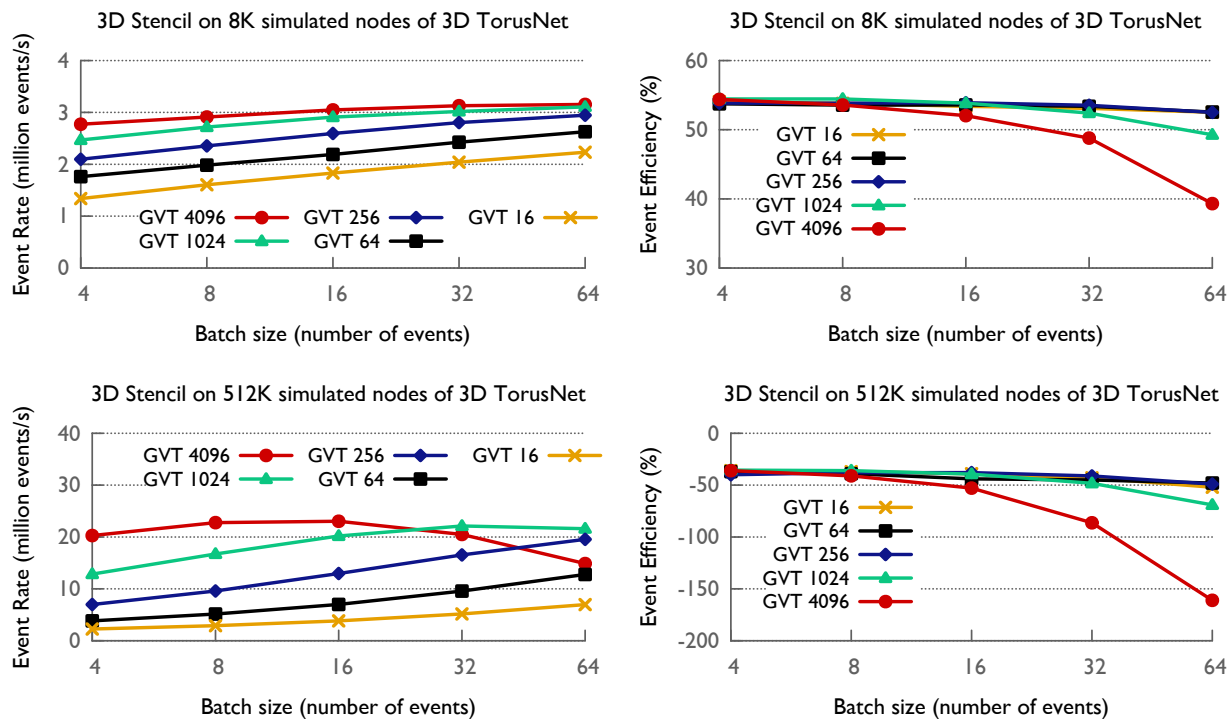 3D Stencil on 8K simulated nodes of 3D TorusNet
Event Rate (million events/s)
4
3
2
1
0
GVT 4096
GVT 256
GVT 16
GVT 1024
GVT 64
4
8
16
32
64
Batch size (number of events)
3D Stencil on 8K simulated nodes of 3D TorusNet
Event Efficiency (%)
60
50
40
30
GVT 16
GVT 64
GVT 256
GVT 1024
GVT 4096
4
8
16
32
64
Batch size (number of events)
3D Stencil on 512K simulated nodes of 3D TorusNet
Event Rate (million events/s)
40
30
20
10
0
GVT 4096
GVT 256
GVT 16
GVT 1024
GVT 64
4
8
16
32
64
Batch size (number of events)
3D Stencil on 512K simulated nodes of 3D TorusNet
Event Efficiency (%)
0
-50
-100
-150
-200
GVT 16
GVT 64
GVT 256
GVT 1024
GVT 4096
4
8
16
32
64
Batch size (number of events)